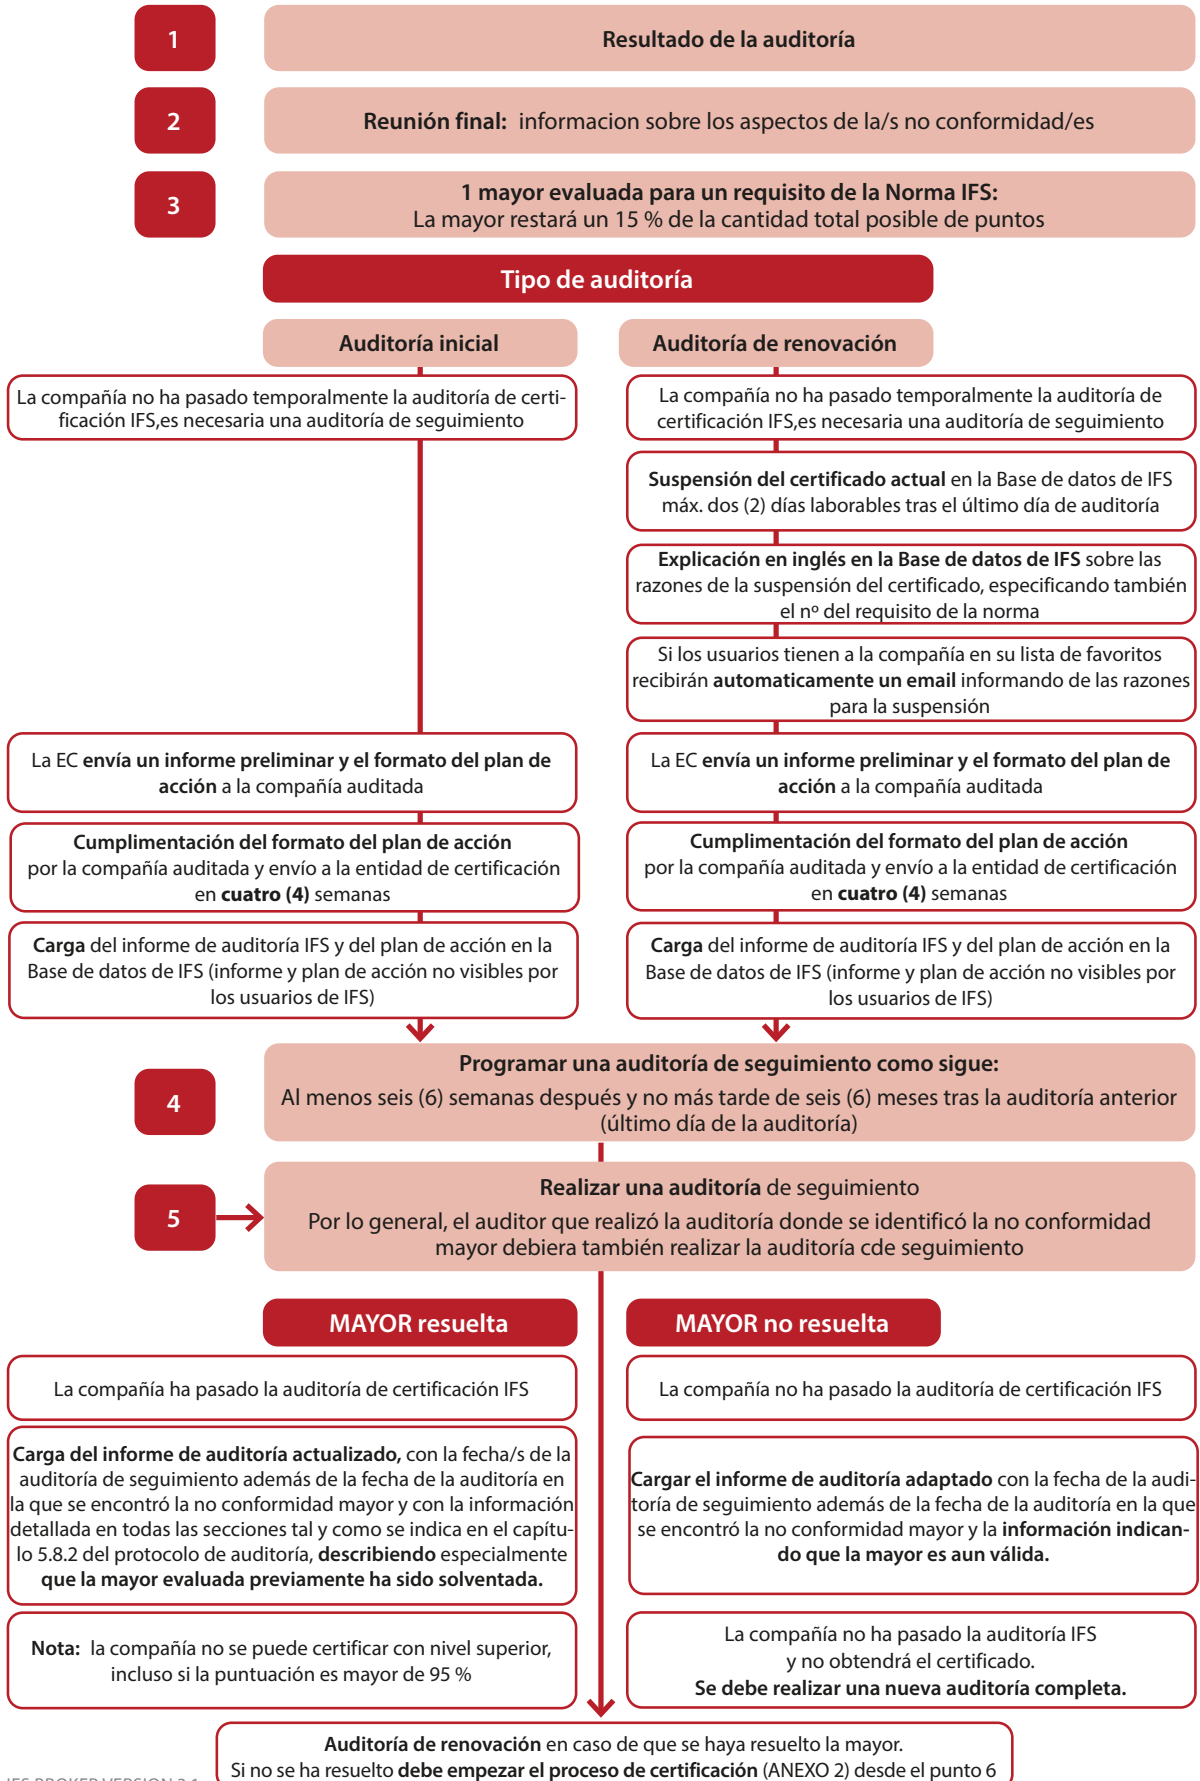 1
Resultado de la auditoría
2
Reunión final: informacion sobre los aspectos de la/s no conformidad/es
3
1 mayor evaluada para un requisito de la Norma IFS:
La mayor restará un 15 % de la cantidad total posible de puntos
Tipo de auditoría
Auditoría inicial
La compañía no ha pasado temporalmente la auditoría de certi-
ficación IFS,es necesaria una auditoría de seguimiento
La EC envía un informe preliminar y el formato del plan de
acción a la compañía auditada
Cumplimentación del formato del plan de acción
por la compañía auditada y envío a la entidad de certificación
en cuatro (4) semanas
Carga del informe de auditoría IFS y del plan de acción en la
Base de datos de IFS (informe y plan de acción no visibles por
los usuarios de IFS)
Auditoría de renovación
La compañía no ha pasado temporalmente la auditoría de
certificación IFS,es necesaria una auditoría de seguimiento
Suspensión del certificado actual en la Base de datos de IFS
máx. dos (2) días laborables tras el último día de auditoría
Explicación en inglés en la Base de datos de IFS sobre las
razones de la suspensión del certificado, especificando también
el nº del requisito de la norma
Si los usuarios tienen a la compañía en su lista de favoritos
recibirán automaticamente un email informando de las razones
para la suspensión
La EC envía un informe preliminar y el formato del plan de
acción a la compañía auditada
Cumplimentación del formato del plan de acción
por la compañía auditada y envío a la entidad de certificación
en cuatro (4) semanas
Carga del informe de auditoría IFS y del plan de acción en la
Base de datos de IFS (informe y plan de acción no visibles por
los usuarios de IFS)
4
Programar una auditoría de seguimiento como sigue:
Al menos seis (6) semanas después y no más tarde de seis (6) meses tras la auditoría anterior
(último día de la auditoría)
5
Realizar una auditoría de seguimiento
Por lo general, el auditor que realizó la auditoría donde se identificó la no conformidad
mayor debiera también realizar la auditoría cde seguimiento
MAYOR resuelta
La compañía ha pasado la auditoría de certificación IFS
Carga del informe de auditoría actualizado, con la fecha/s de la
auditoría de seguimiento además de la fecha de la auditoría en
la que se encontró la no conformidad mayor y con la información
detallada en todas las secciones tal y como se indica en el capítu-
lo 5.8.2 del protocolo de auditoría, describiendo especialmente
que la mayor evaluada previamente ha sido solventada.
Nota: la compañía no se puede certificar con nivel superior,
incluso si la puntuación es mayor de 95 %
MAYOR no resuelta
La compañía no ha pasado la auditoría de certificación IFS
Cargar el informe de auditoría adaptado con la fecha de la audi-
toría de seguimiento además de la fecha de la auditoría en la que
se encontró la no conformidad mayor y la información indican-
do que la mayor es aun válida.
La compañía no ha pasado la auditoría IFS
y no obtendrá el certificado.
Se debe realizar una nueva auditoría completa.
Auditoría de renovación en caso de que se haya resuelto la mayor.
Si no se ha resuelto debe empezar el proceso de certificación (ANEXO 2) desde el punto 6